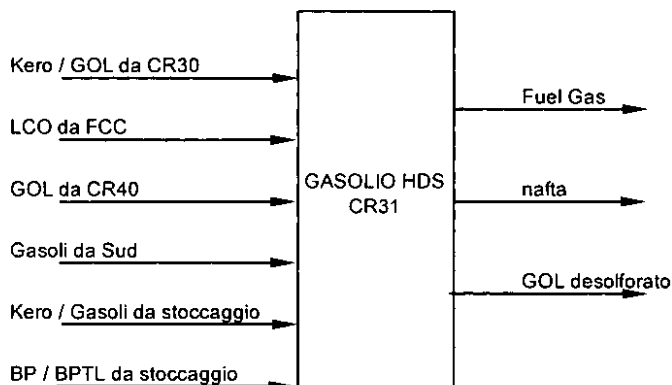 Kero / GOL da CR30
LCO da FCC
GOL da CR40
Gasoli da Sud
Kero / Gasoli da stoccaggio
BP / BPTL da stoccaggio
GASOLIO HDS
CR31
Fuel Gas
nafta
GOL desolforato